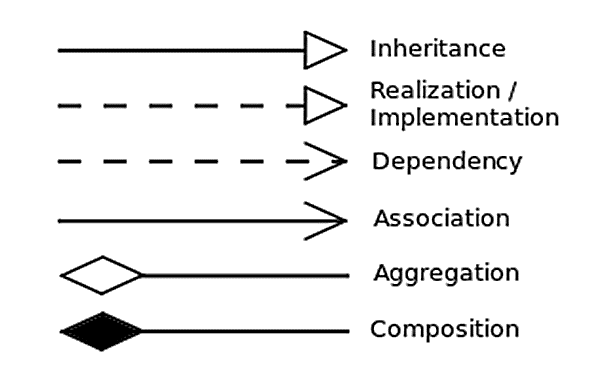 Inheritance
Realization /
Implementation
Dependency
Association
Aggregation
Composition